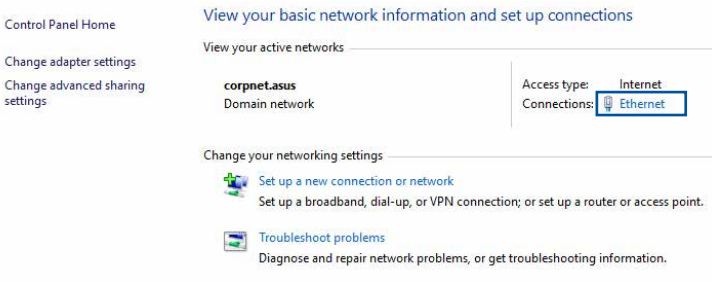 Control Panel Home
Change adapter settings
Change advanced sharing
settings
View your basic network information and set up connections
View your active networks
corpnet.asus
Domain network
Access type: Internet
Connections: Ethernet
Change your networking settings
Set up a new connection or network
Set up a broadband, dial-up, or VPN connection; or set up a router or access point.
Troubleshoot problems
Diagnose and repair network problems, or get troubleshooting information.